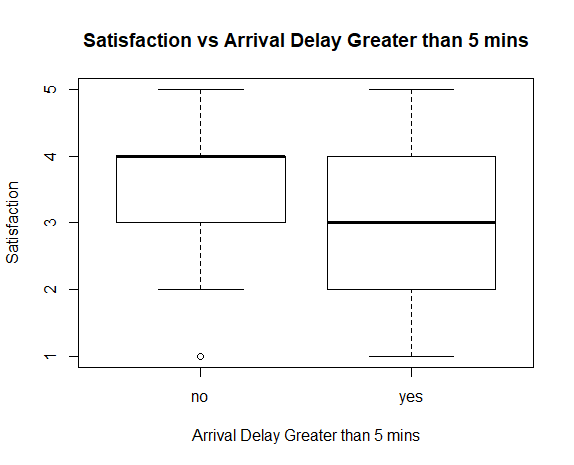 Satisfaction vs Arrival Delay Greater than 5 mins
Satisfaction
5
4
3
2
1
no
yes
Arrival Delay Greater than 5 mins